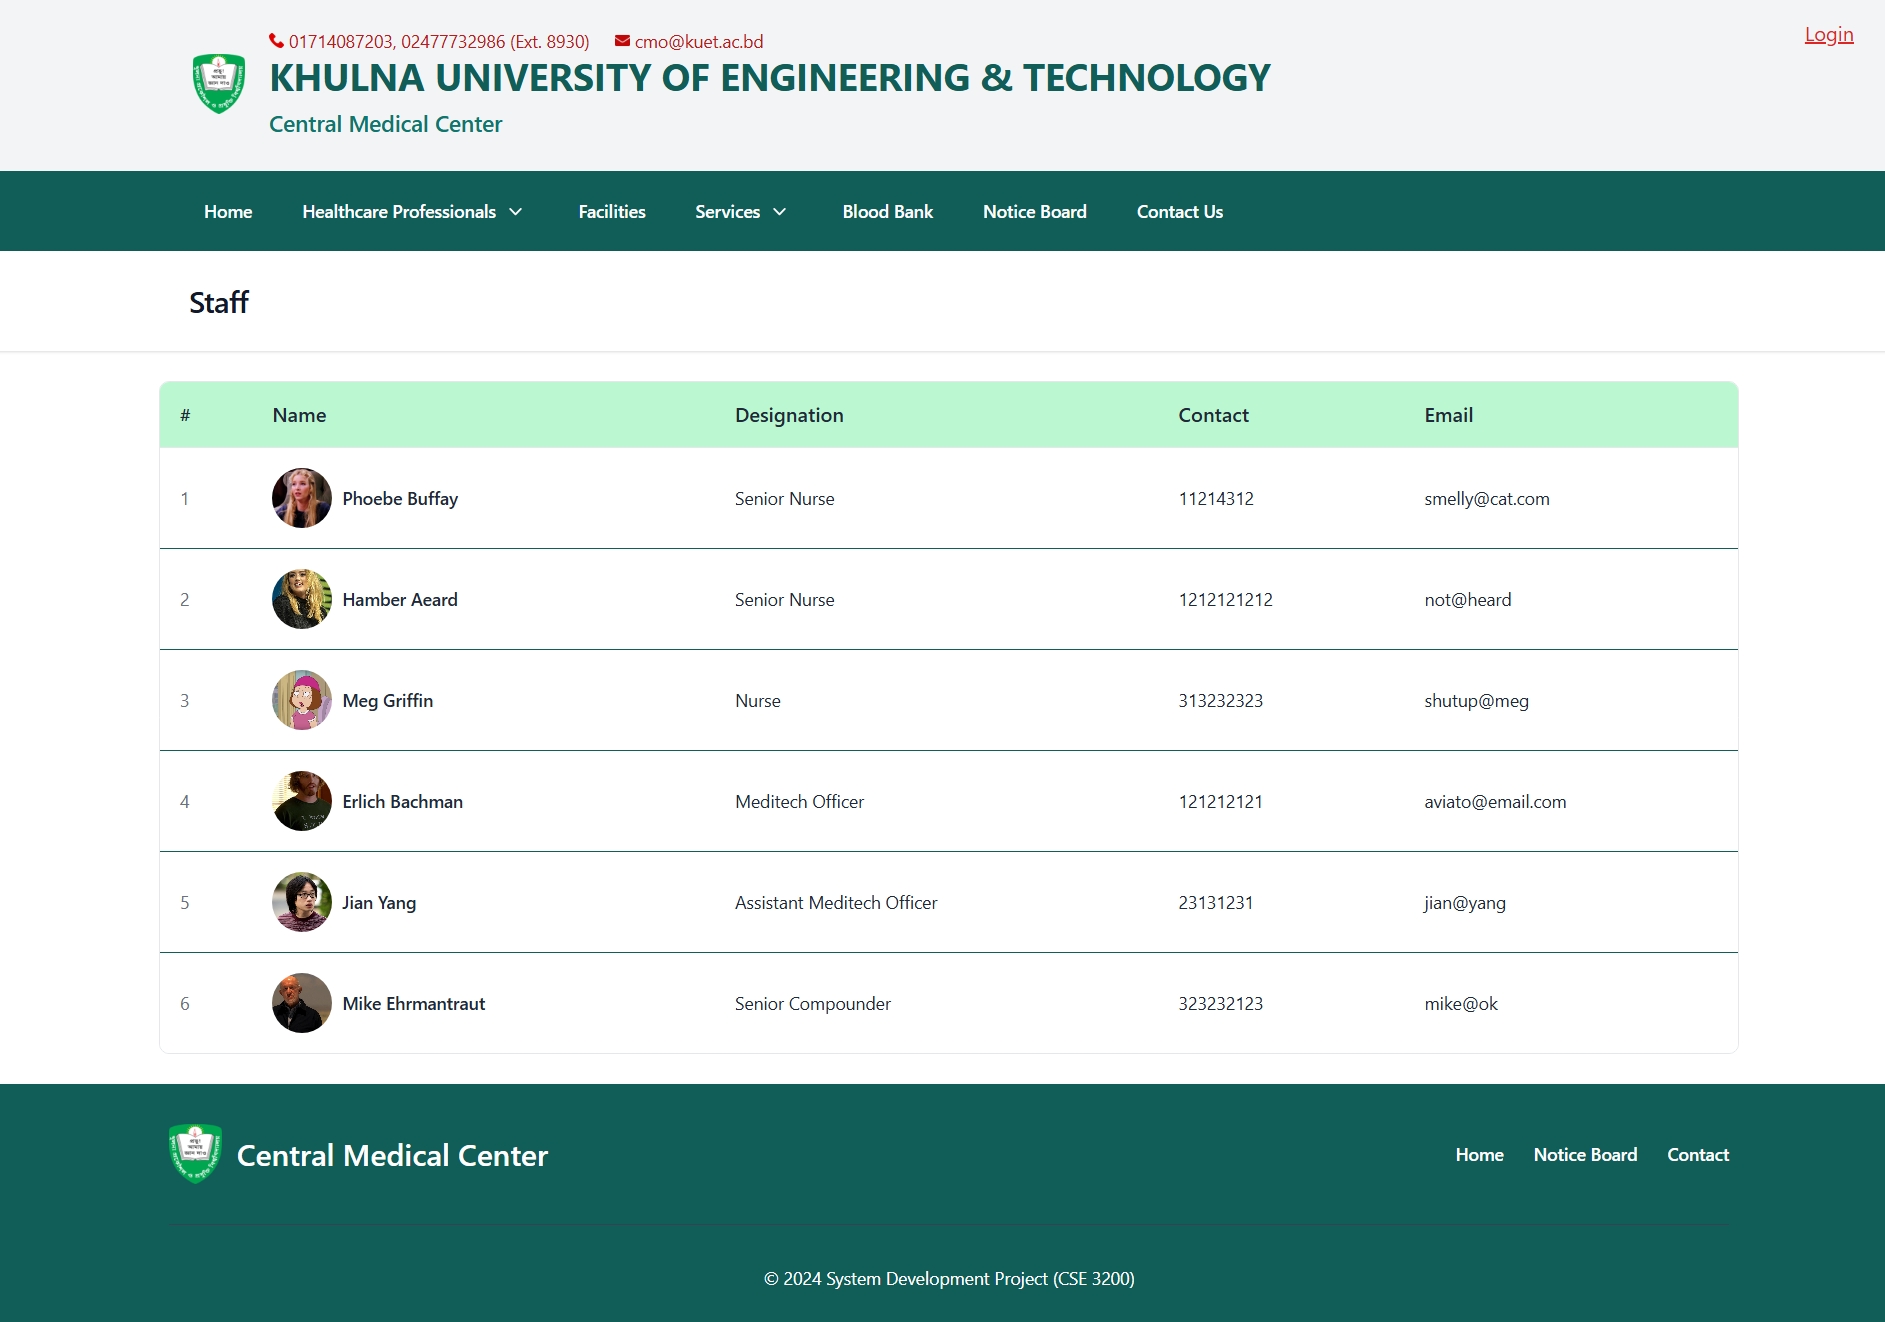 01714087203, 02477732986 (Ext. 8930) cmo@kuet.ac.bd
Login
KHULNA UNIVERSITY OF ENGINEERING & TECHNOLOGY
Central Medical Center
Home Healthcare Professionals Facilities Services Blood Bank Notice Board Contact Us
Staff
# Name Designation Contact Email
1 Phoebe Buffay Senior Nurse 11214312 smelly@cat.com
2 Hamber Aeard Senior Nurse 1212121212 not@heard
3 Meg Griffin Nurse 313232323 shutup@meg
4 Erlich Bachman Meditech Officer 121212121 aviato@email.com
5 Jian Yang Assistant Meditech Officer 23131231 jian@yang
6 Mike Ehrmantraut Senior Compounder 323232123 mike@ok
Central Medical Center
Home Notice Board Contact
© 2024 System Development Project (CSE 3200)